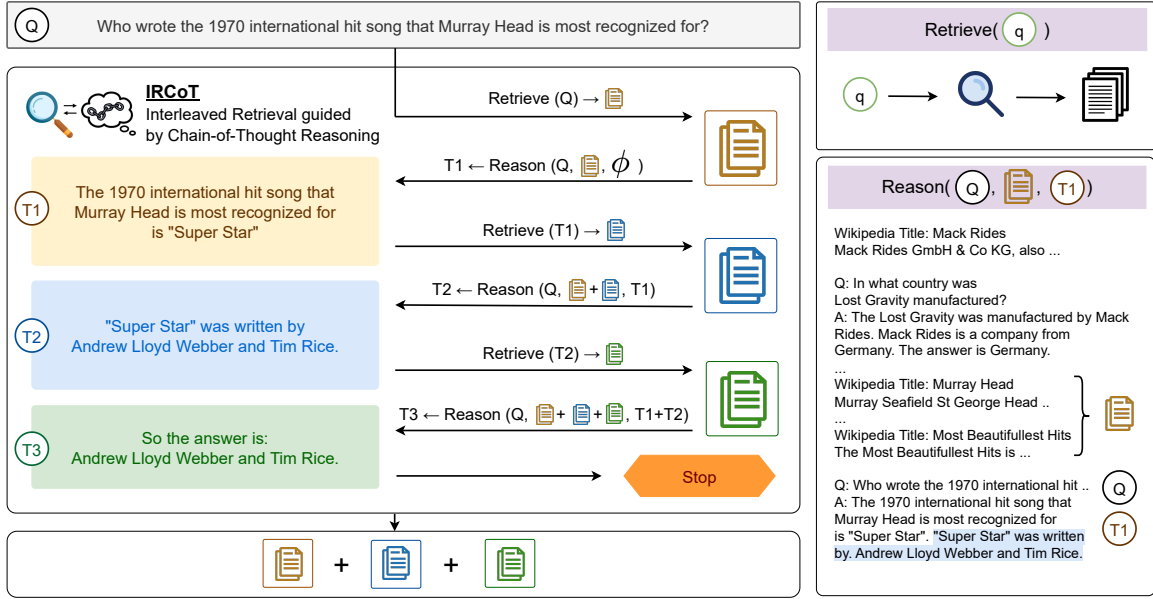 Q Who wrote the 1970 international hit song that Murray Head is most recognized for?
IRCoT
Interleaved Retrieval guided
by Chain-of-Thought Reasoning
Retrieve (Q) →
T1 ← Reason (Q, , ϕ )
T1
The 1970 international hit song that
Murray Head is most recognized for
is "Super Star"
Retrieve (T1) →
T2 ← Reason (Q, + , T1)
T2
"Super Star" was written by
Andrew Lloyd Webber and Tim Rice.
Retrieve (T2) →
T3 ← Reason (Q, + + , T1+T2)
T3
So the answer is:
Andrew Lloyd Webber and Tim Rice.
Stop
+ +
Retrieve( q )
q
Reason( Q , , T1 )
Wikipedia Title: Mack Rides
Mack Rides GmbH & Co KG, also ...
Q: In what country was
Lost Gravity manufactured?
A: The Lost Gravity was manufactured by Mack
Rides. Mack Rides is a company from
Germany. The answer is Germany.
...
Wikipedia Title: Murray Head
Murray Seafield St George Head ..
...
Wikipedia Title: Most Beautifullest Hits
The Most Beautifullest Hits is ...
Q: Who wrote the 1970 international hit ..
Q
A: The 1970 international hit song that
Murray Head is most recognized for
T1
is "Super Star". "Super Star" was written
by. Andrew Lloyd Webber and Tim Rice.